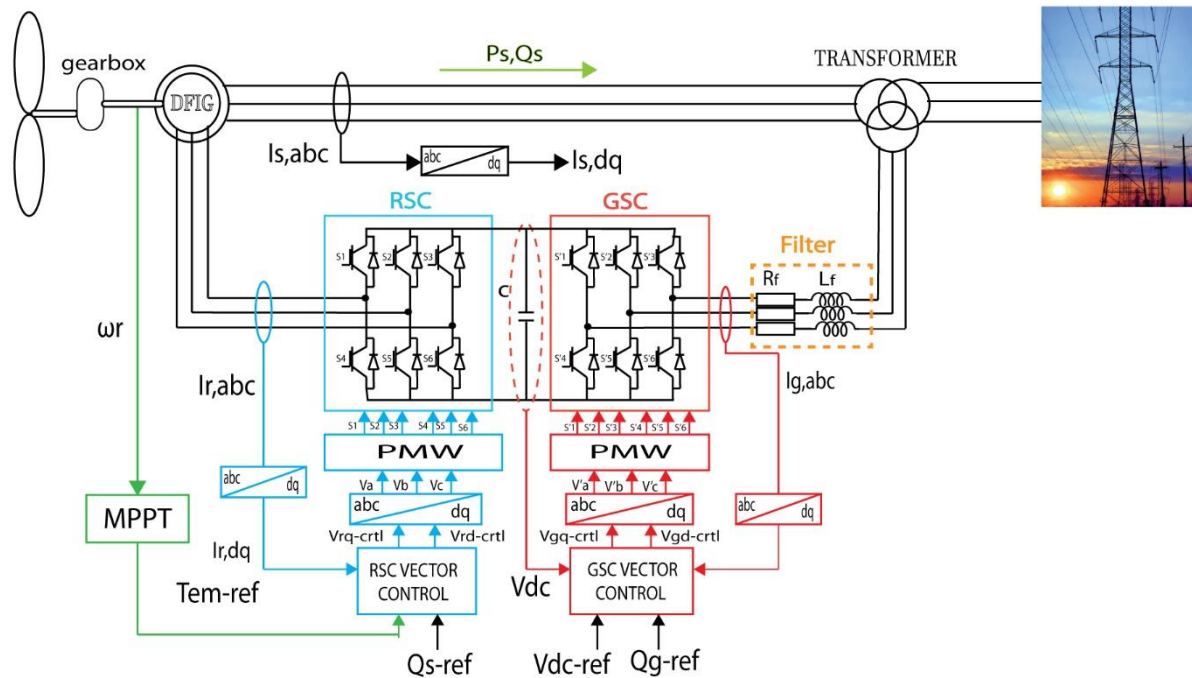 gearbox
DFIG
Ps,Qs
TRANSFORMER
Is,abc
abc
dq
Is,dq
RSC
GSC
Filter
S1
S2
S3
S'1
S'2
S'3
C
Rf
Lf
ωr
Ir,abc
S4
S5
S6
S'4
S'5
S'6
Ig,abc
S1 S2 S3 S4 S5 S6
S'1 S'2 S'3 S'4 S'5 S'6
PMW
PMW
Va Vb Vc
V'a V'b V'c
abc
dq
abc
dq
abc
dq
abc
dq
MPPT
Vrq-crtl
Vrd-crtl
Vgq-crtl
Vgd-crtl
Ir,dq
RSC VECTOR
CONTROL
Vdc
GSC VECTOR
CONTROL
Tem-ref
Qs-ref
Vdc-ref
Qg-ref